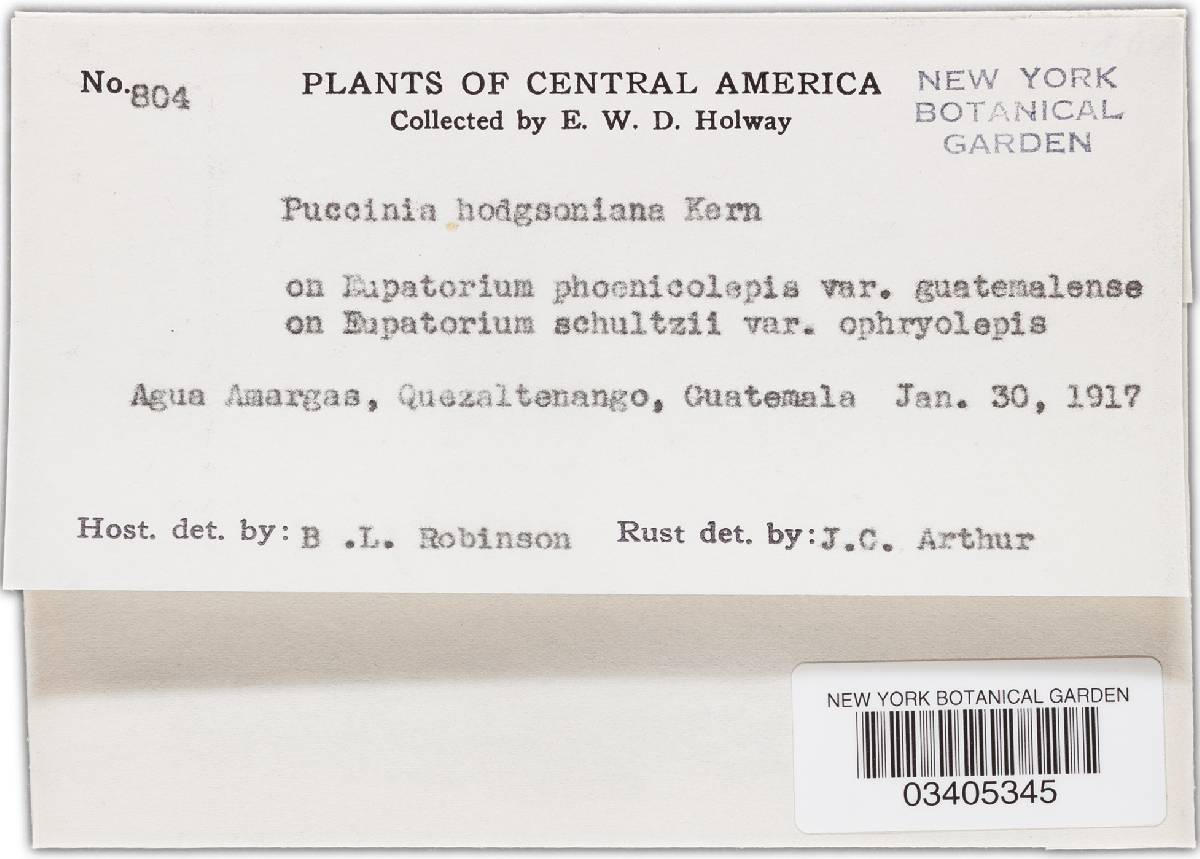 No. 804
PLANTS OF CENTRAL AMERICA
Collected by E. W. D. Holway
NEW YORK
BOTANICAL
GARDEN
Puccinia hodgsoniana Kern
on Eupatorium phoenicolepis var. guatemalense
on Eupatorium schultzii var. ophryolepis
Agua Amargas, Quezaltenango, Guatemala Jan. 30, 1917
Host. det. by: B .L. Robinson Rust det. by: J.C. Arthur
NEW YORK BOTANICAL GARDEN
03405345